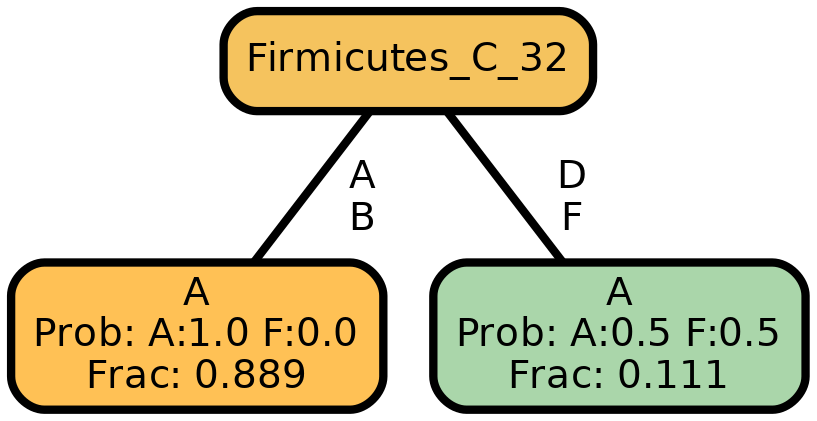 Firmicutes_C_32
A
B
D
F
A
Prob: A:1.0 F:0.0
Frac: 0.889
A
Prob: A:0.5 F:0.5
Frac: 0.111